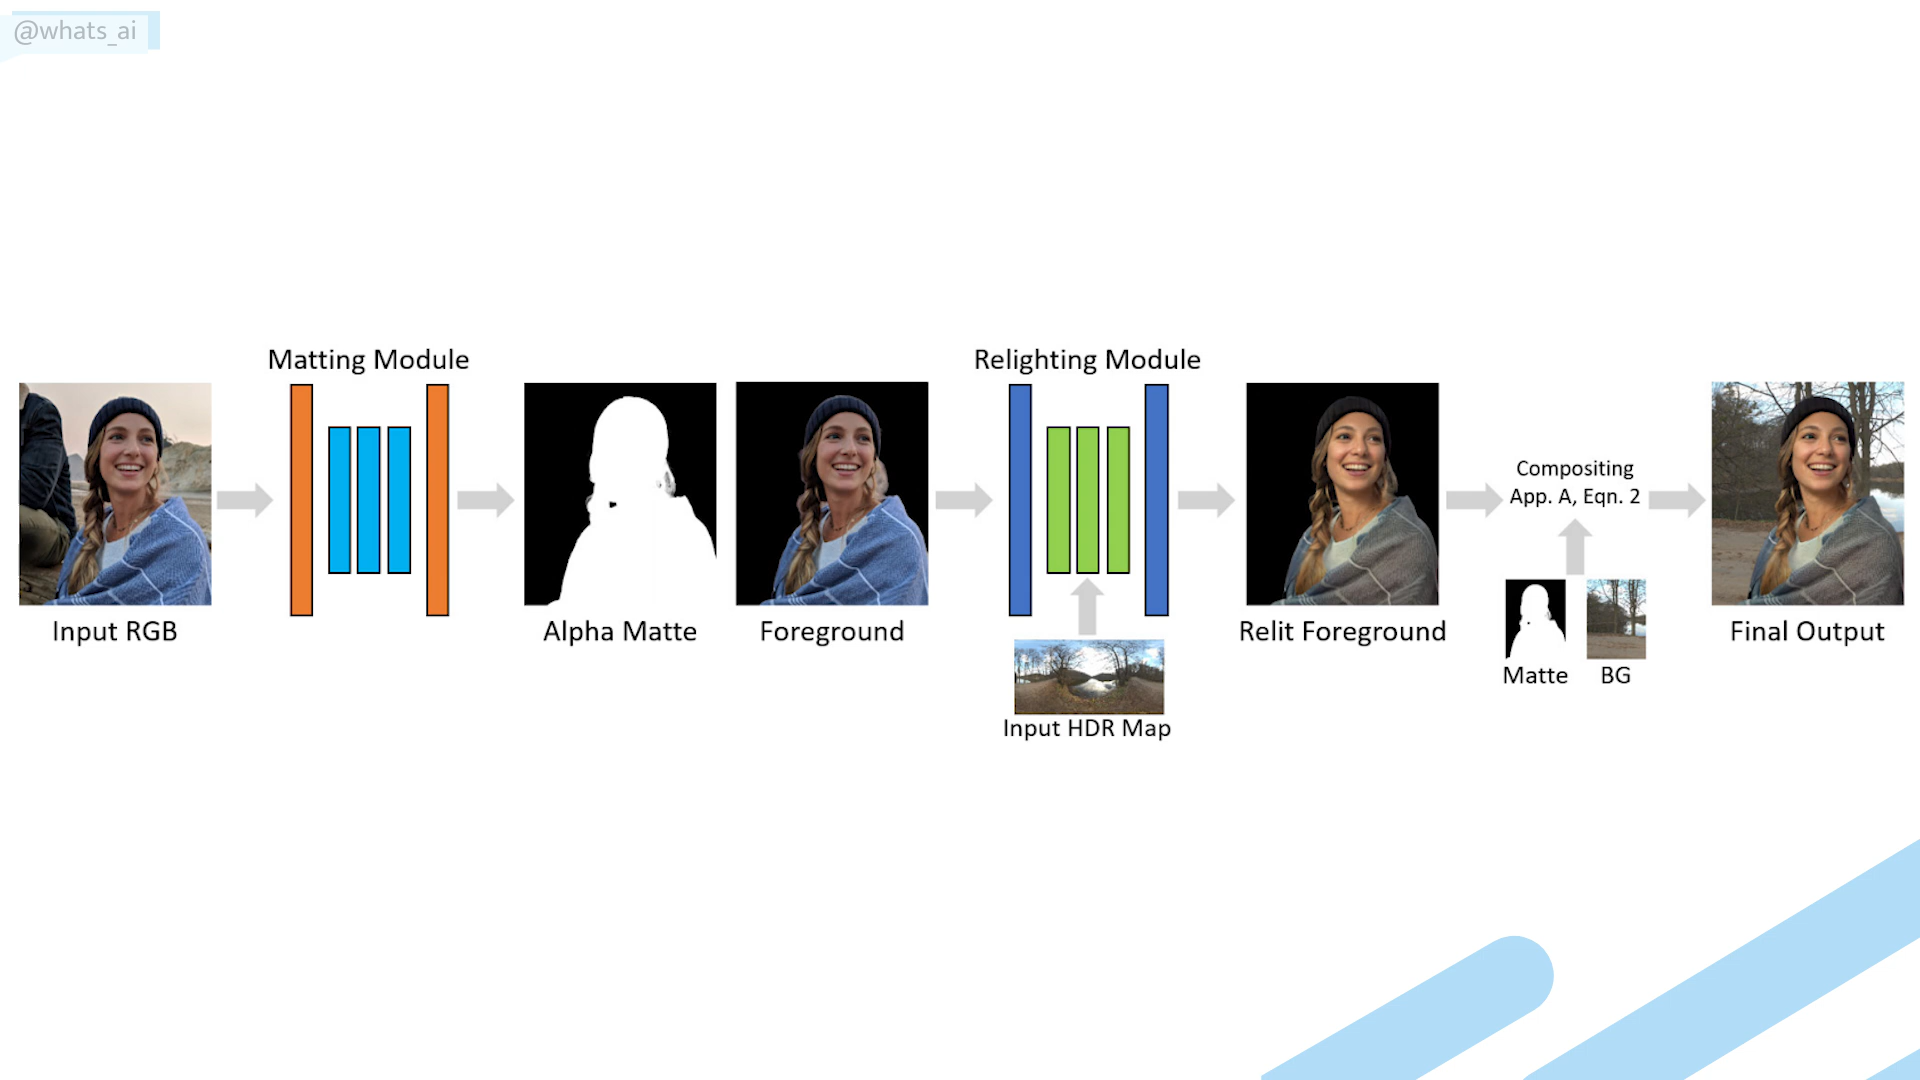 @whats_ai
Matting Module
Relighting Module
Compositing
App. A, Eqn. 2
Input RGB
Alpha Matte
Foreground
Relit Foreground
Final Output
Matte
BG
Input HDR Map